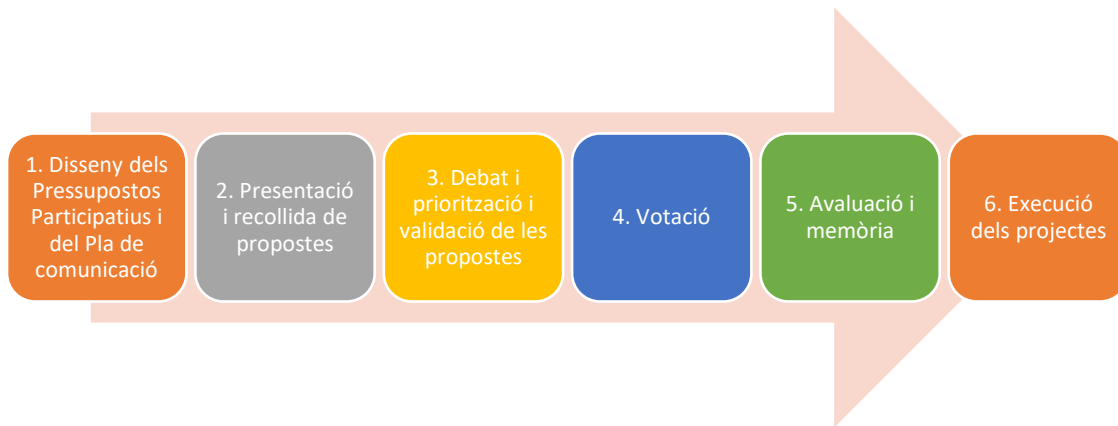 1. Disseny dels
Pressupostos
Participatius i
del Pla de
comunicació
2. Presentació
i recollida de
propostes
3. Debat i
priorització i
validació de les
propostes
4. Votació
5. Avaluació i
memòria
6. Execució
dels projectes